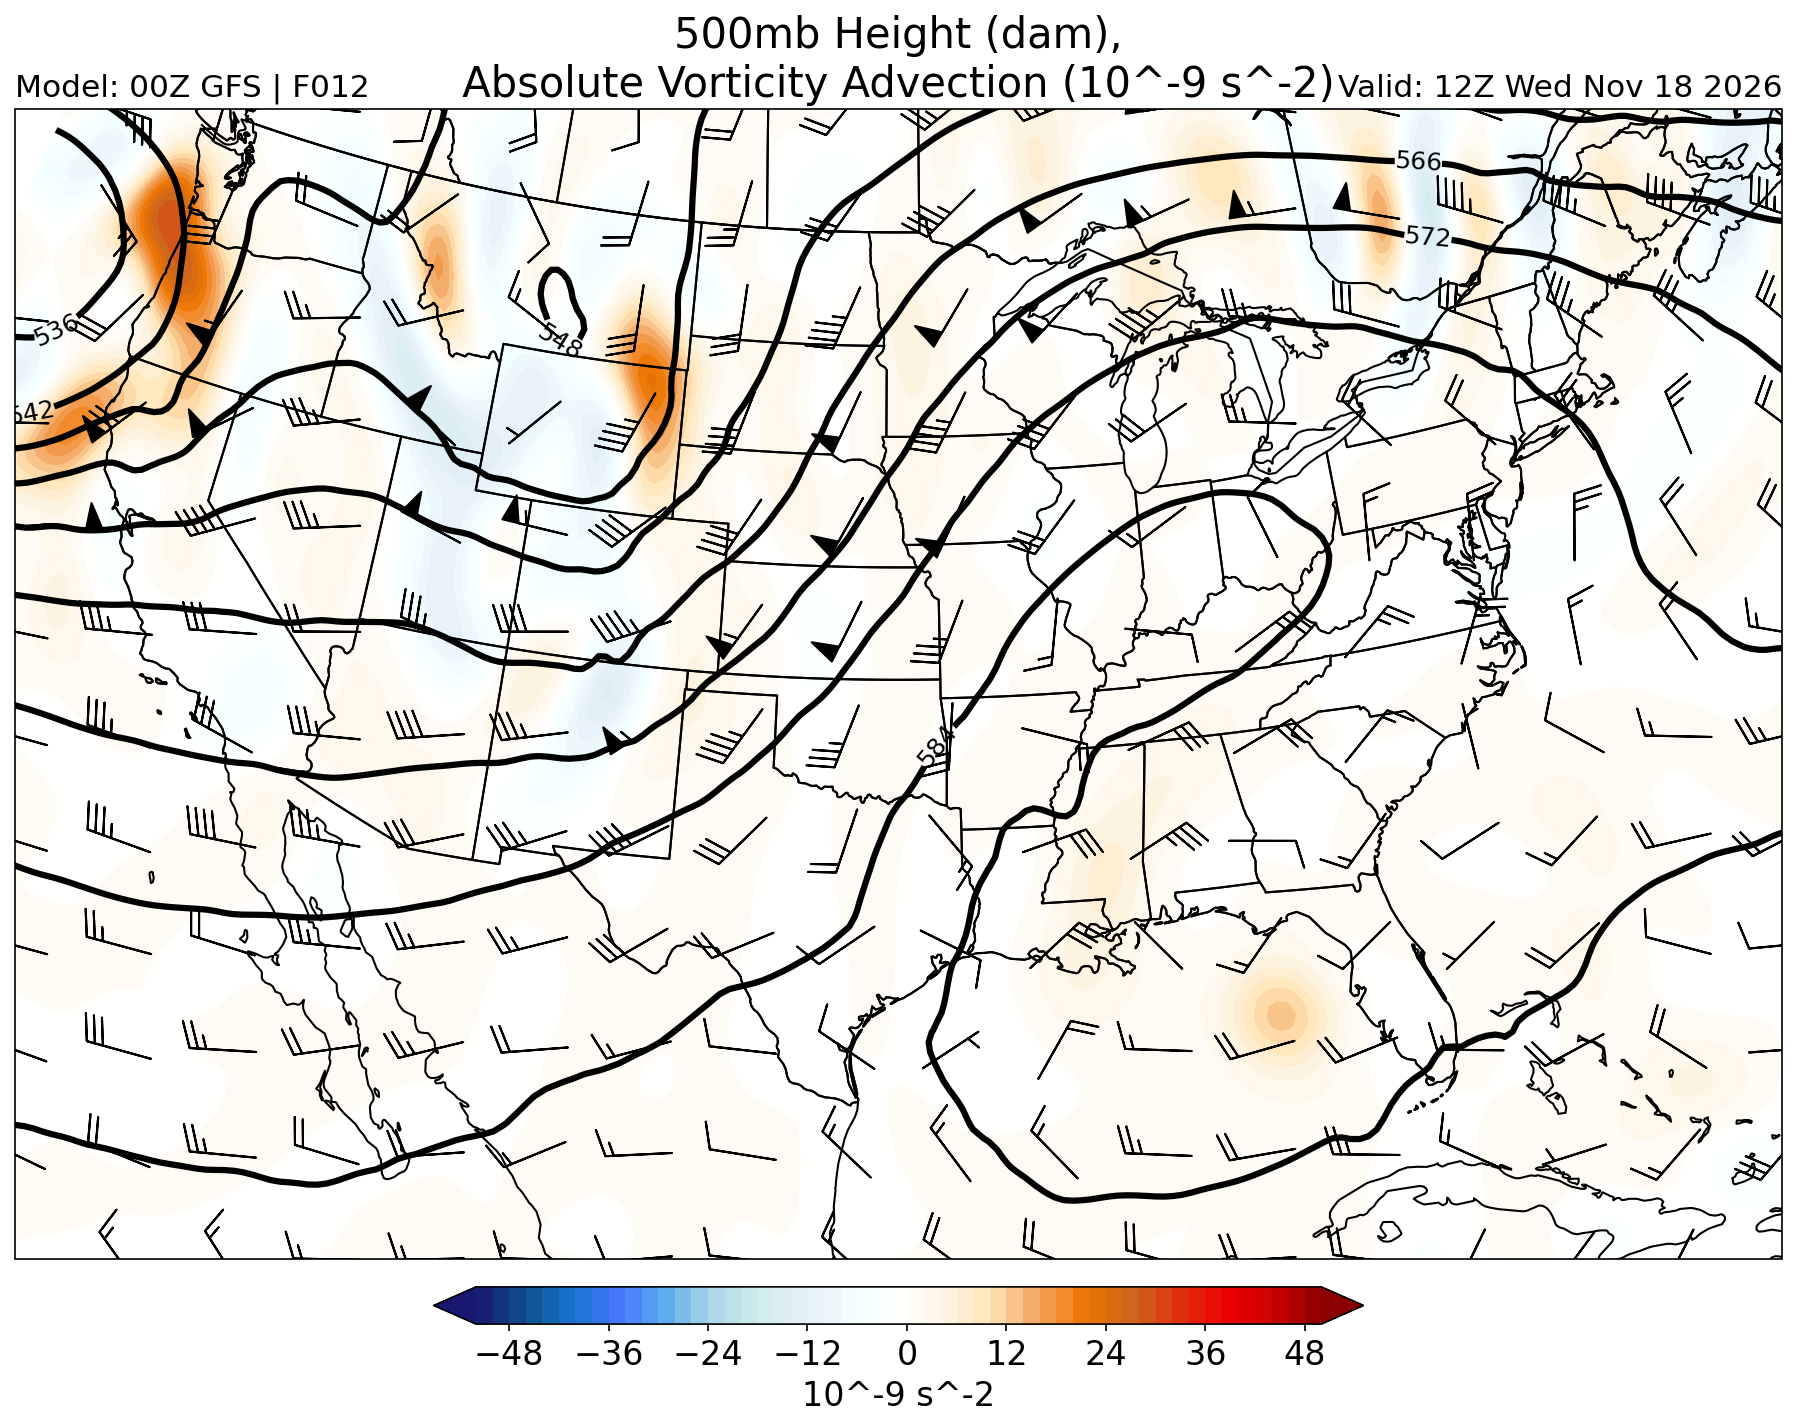 500mb Height (dam),
Model: 00Z GFS | F012
Absolute Vorticity Advection (10^-9 s^-2)
Valid: 12Z Wed Nov 18 2026
566
572
536
548
542
584
−48 −36 −24 −12 0 12 24 36 48
10^-9 s^-2